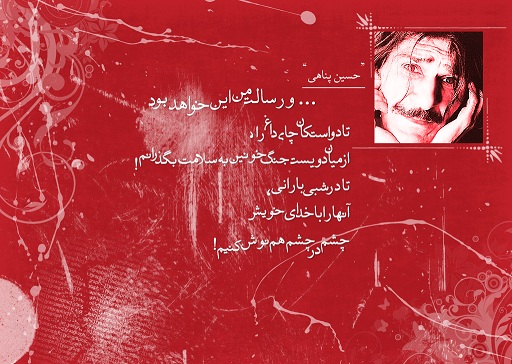 "حسین پناهی"
... و رسالت من این خواهد بود
تا دو استکان چای داغ را،
از میان دویست جنگ خونین به سلامت بگذرانم!
تا در شبی بارانی،
آنها را با خدای خویش
چشم در چشم هم نوش کنیم!